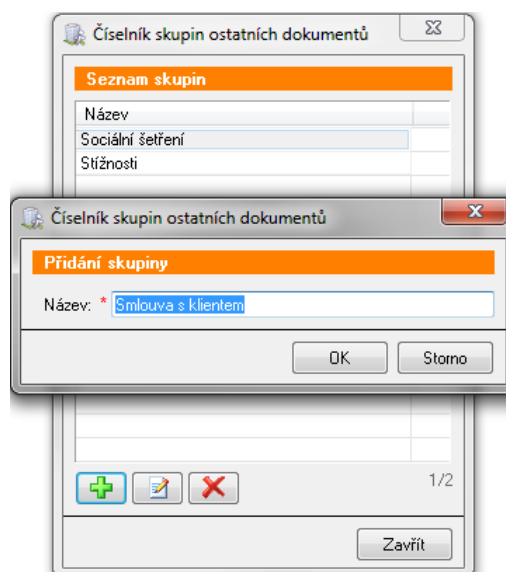 Číselník skupin ostatních dokumentů
Seznam skupin
Název
Sociální šetření
Stížnosti
Číselník skupin ostatních dokumentů
Přidání skupiny
Název: * Smlouva s klientem
OK Storno
1/2
Zavřít